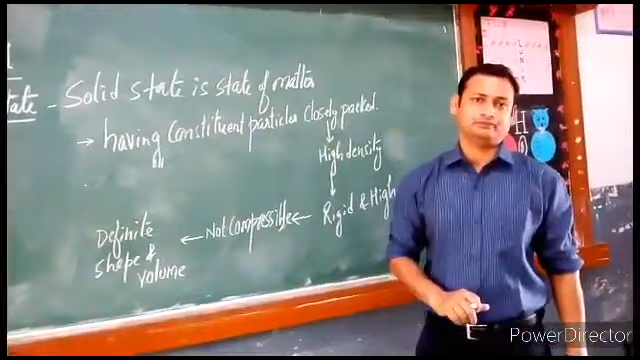 tate - Solid state is state of matter
→ having Constituent particles Closely packed.
↓
High density
↓
Rigid & High
← Not Compressible ←
Definite
shape &
volume
PowerDirector